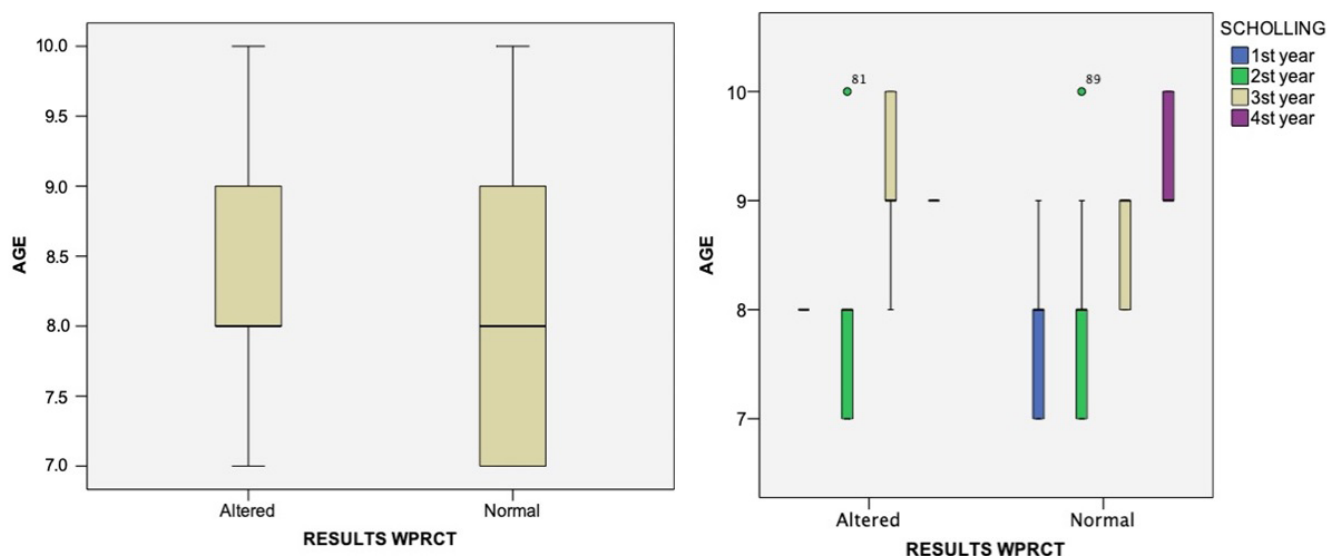 10.0
9.5
9.0
8.5
8.0
7.5
7.0
AGE
Altered Normal
RESULTS WPRCT
10
9
8
7
AGE
81
89
Altered Normal
RESULTS WPRCT
SCHOLLING
1st year
2st year
3st year
4st year